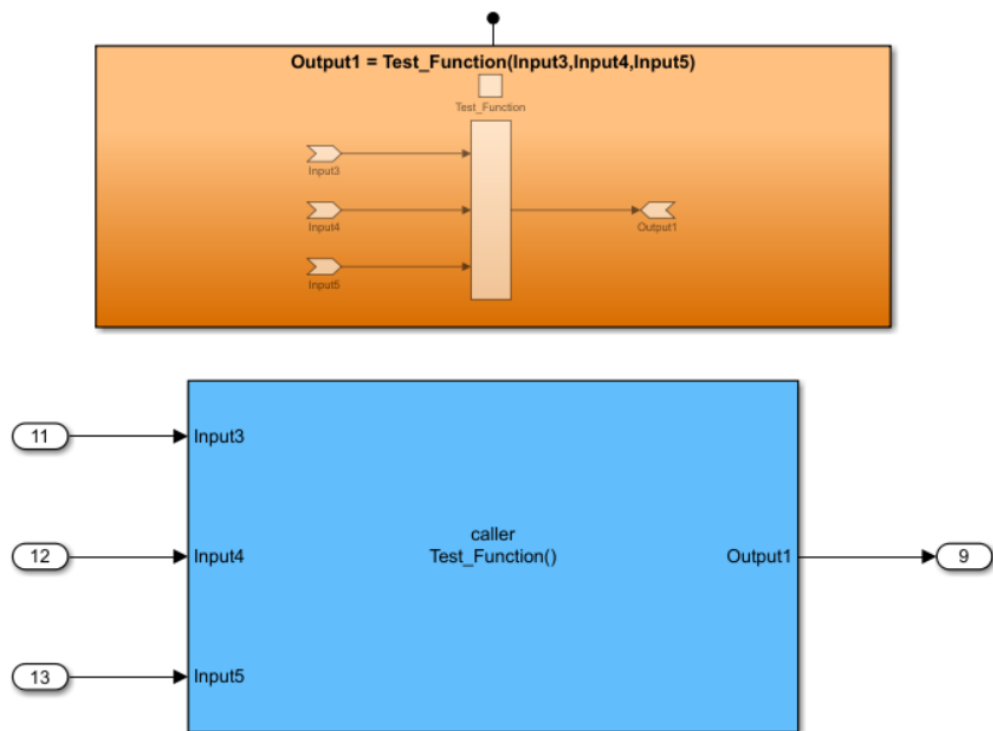 Output1 = Test_Function(Input3,Input4,Input5)
Test_Function
Input3
Input4
Output1
Input5
11
Input3
caller
12
Input4
Test_Function()
Output1
9
13
Input5